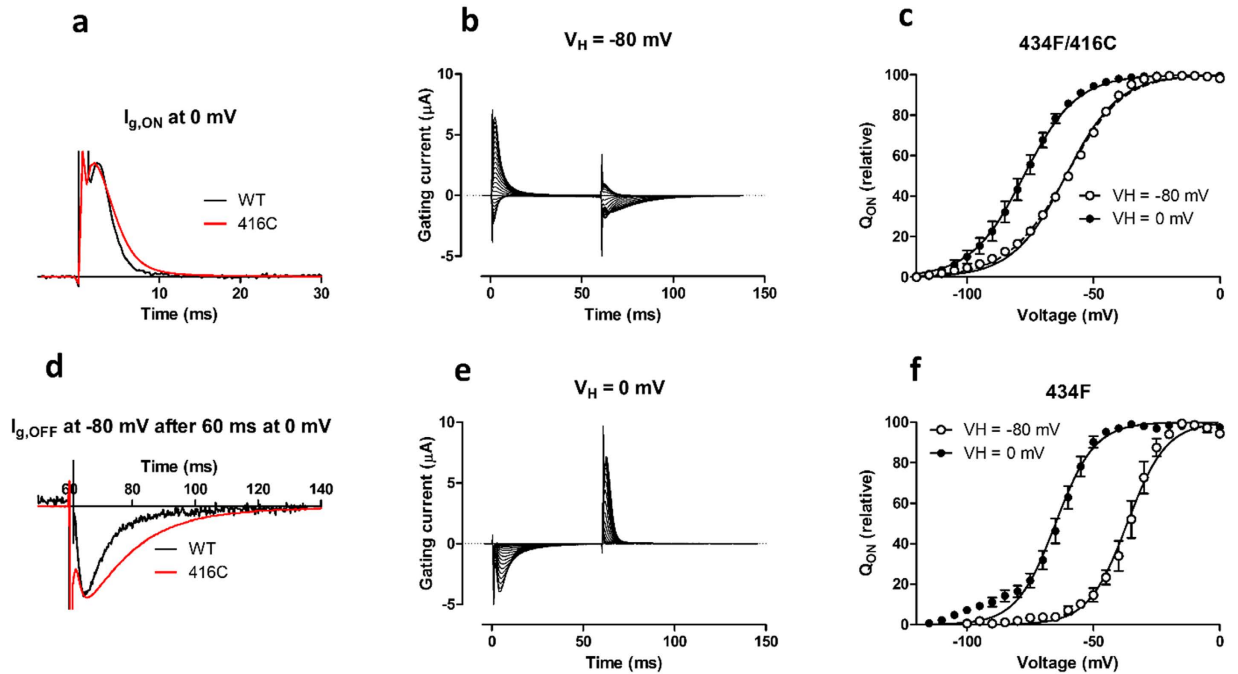 a
I g,ON at 0 mV
WT
416C
0
10
20
30
Time (ms)
b
VH = -80 mV
Gating current (µA)
10
5
0
-5
0
50
100
150
Time (ms)
c
434F/416C
QON (relative)
100
80
60
40
20
0
VH = -80 mV
VH = 0 mV
-100
-50
0
Voltage (mV)
d
Ig,OFF at -80 mV after 60 ms at 0 mV
Time (ms)
60
80
100
120
140
WT
416C
e
VH = 0 mV
Gating current (µA)
10
5
0
-5
0
50
100
150
Time (ms)
f
434F
QON (relative)
100
80
60
40
20
0
VH = -80 mV
VH = 0 mV
-100
-50
0
Voltage (mV)